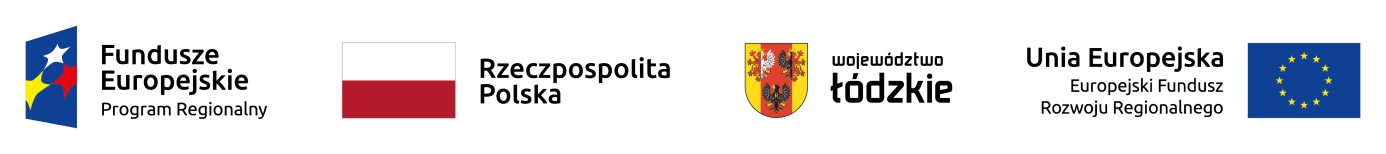 Fundusze
Europejskie
Program Regionalny
Rzeczpospolita
Polska
województwo
łódzkie
Unia Europejska
Europejski Fundusz
Rozwoju Regionalnego